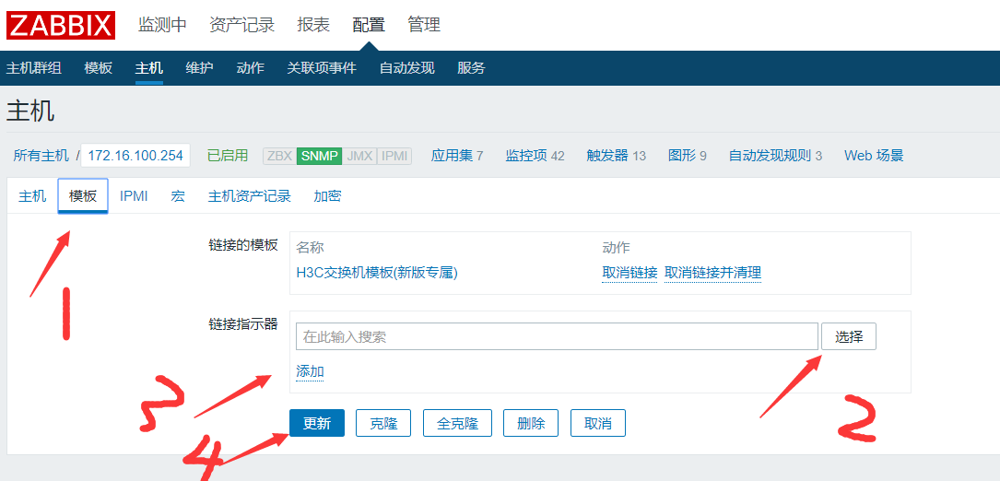 ZABBIX 监测中 资产记录 报表 配置 管理
主机群组 模板 主机 维护 动作 关联项事件 自动发现 服务
主机
所有主机 / 172.16.100.254 已启用 ZBX SNMP JMX IPMI 应用集 7 监控项 42 触发器 13 图形 9 自动发现规则 3 Web 场景
主机 模板 IPMI 宏 主机资产记录 加密
链接的模板 名称 动作
H3C交换机模板(新版专属) 取消链接 取消链接并清理
1
链接指示器 在此输入搜索 选择
添加
3
2
更新 克隆 全克隆 删除 取消
4